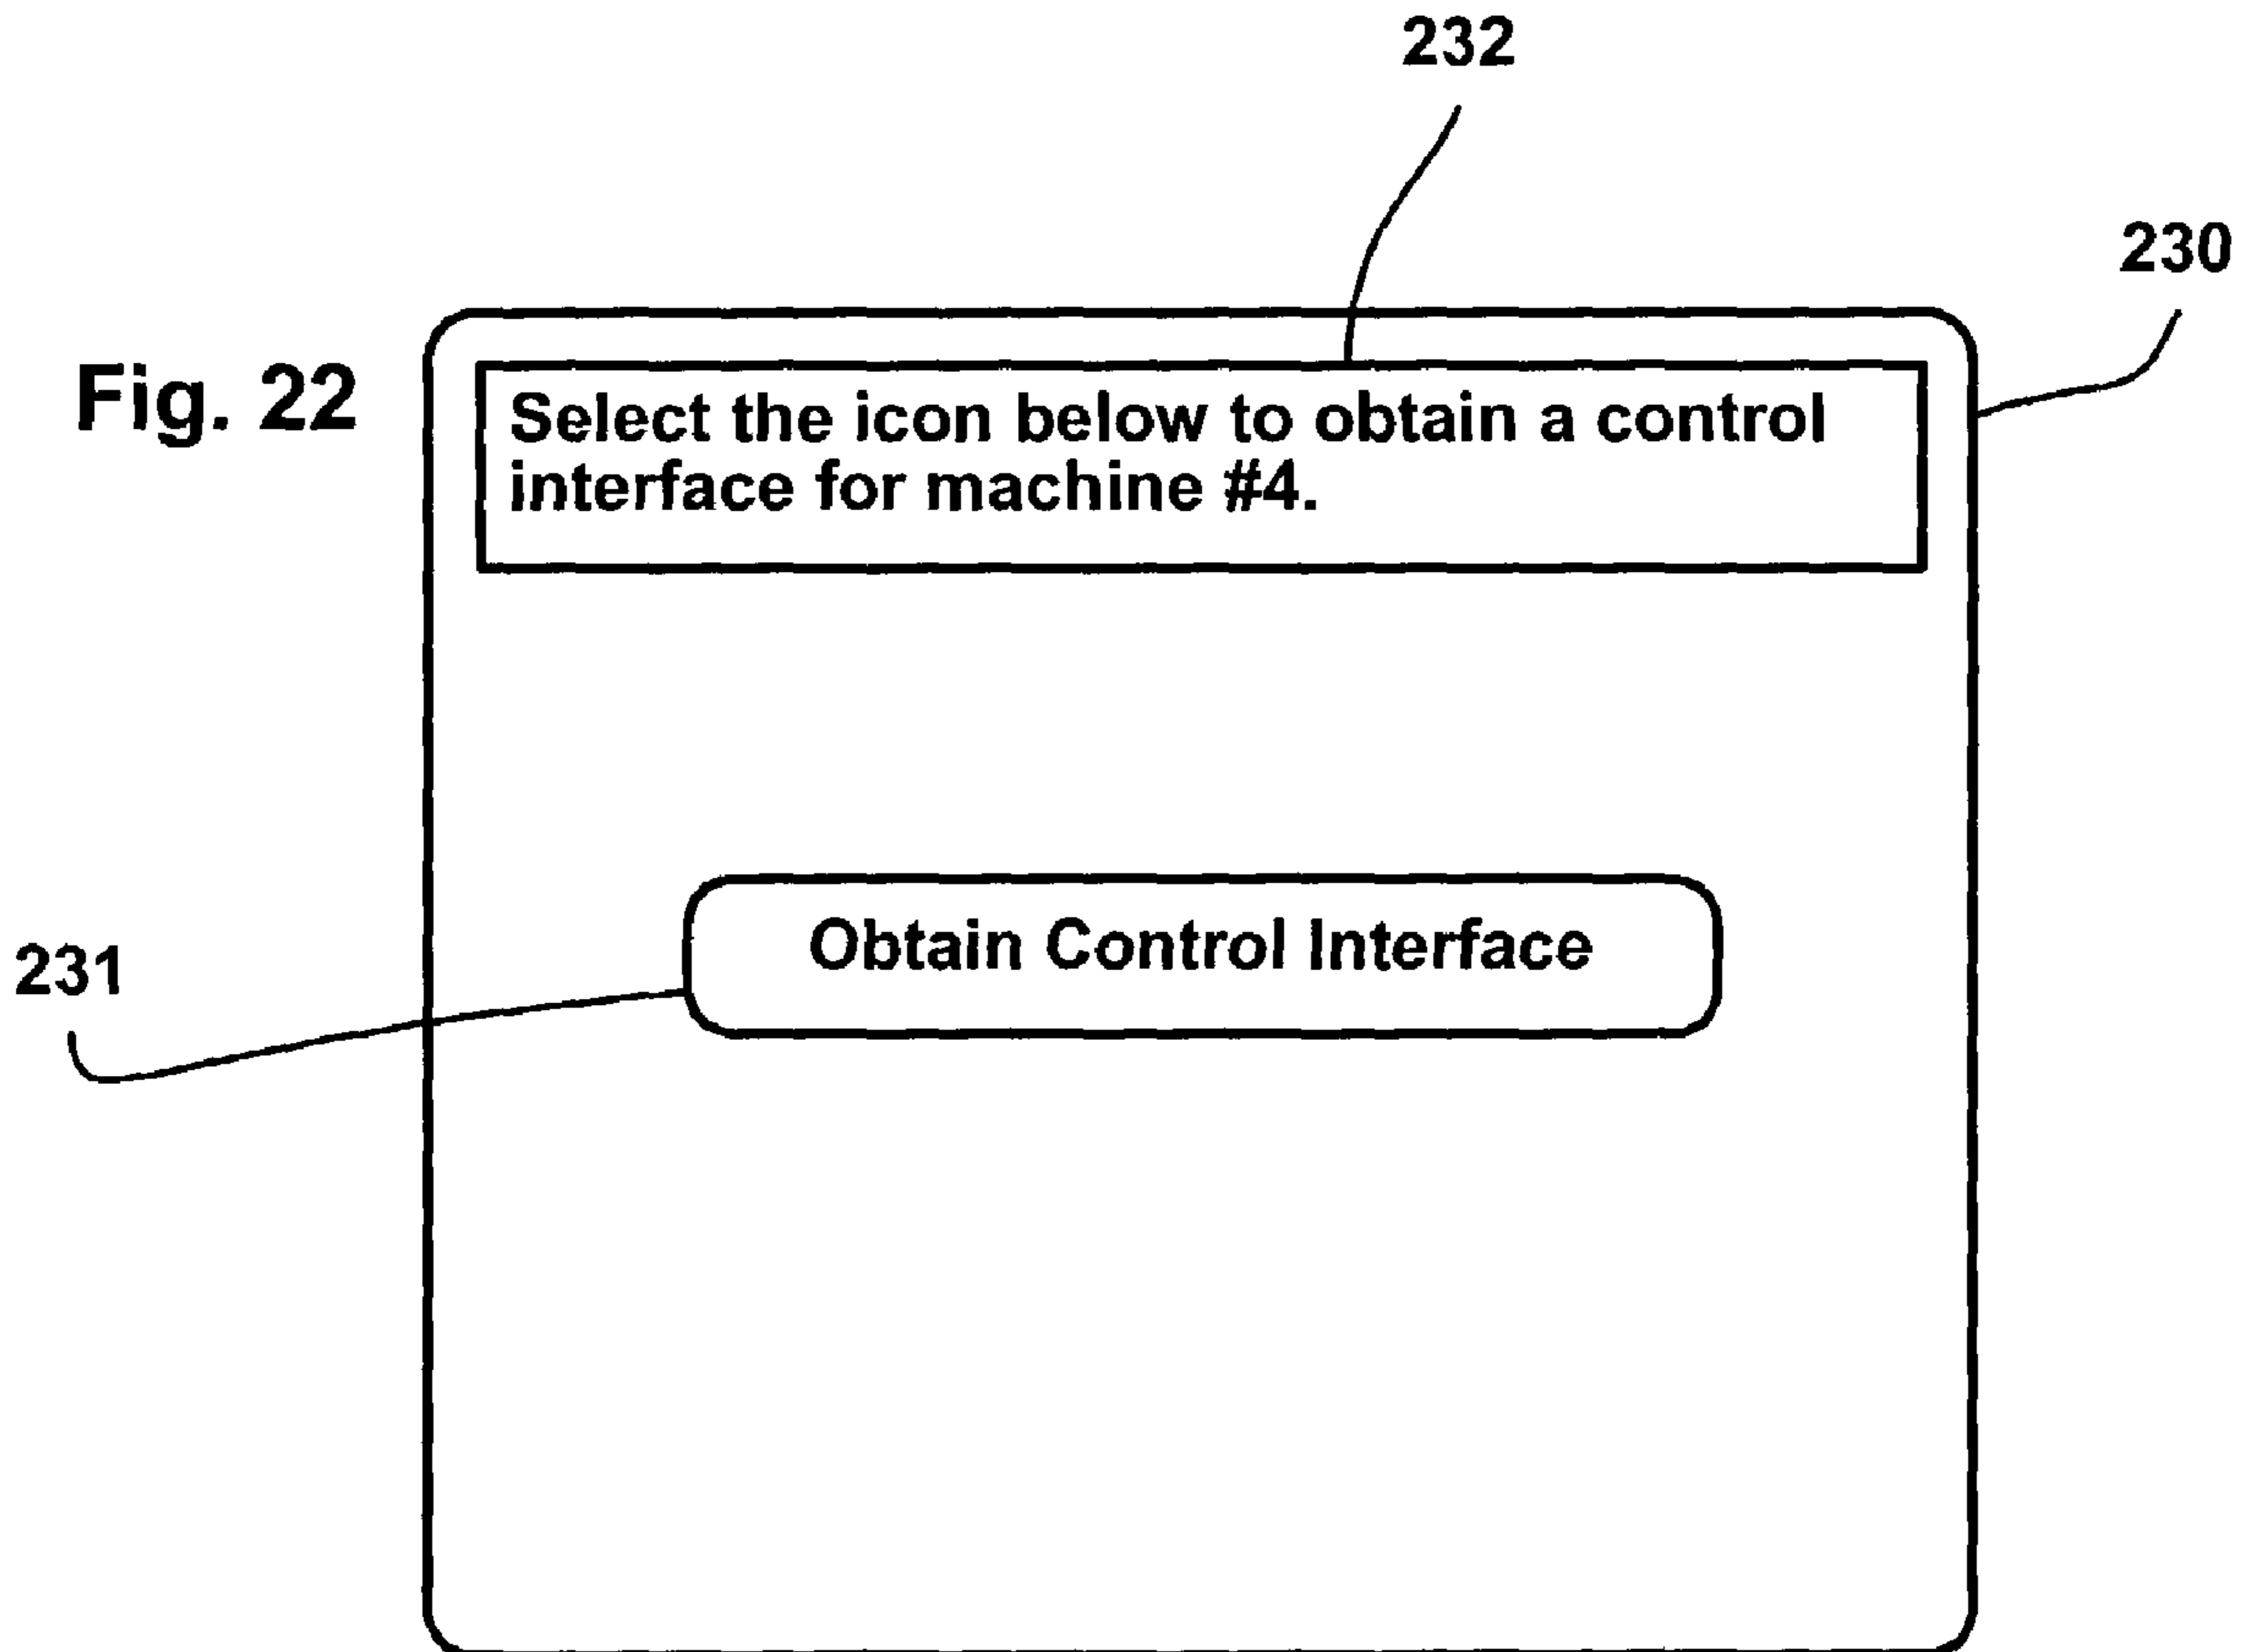 232
230
Fig. 22
Select the icon below to obtain a control
interface for machine #4.
Obtain Control Interface
231